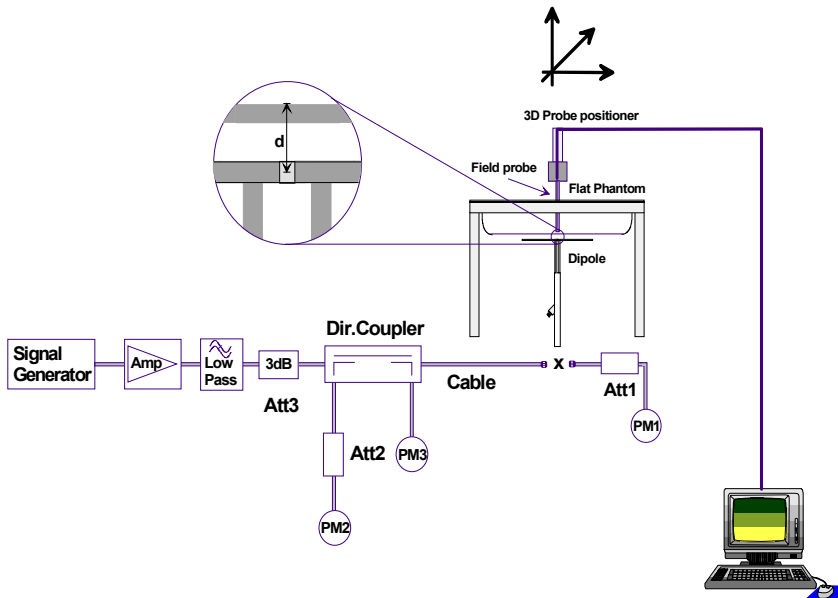 3D Probe positioner
d
Field probe
Flat Phantom
Dipole
Dir.Coupler
Signal
Generator
Amp
Low
Pass
3dB
Cable
x
Att1
Att3
PM1
Att2
PM3
PM2